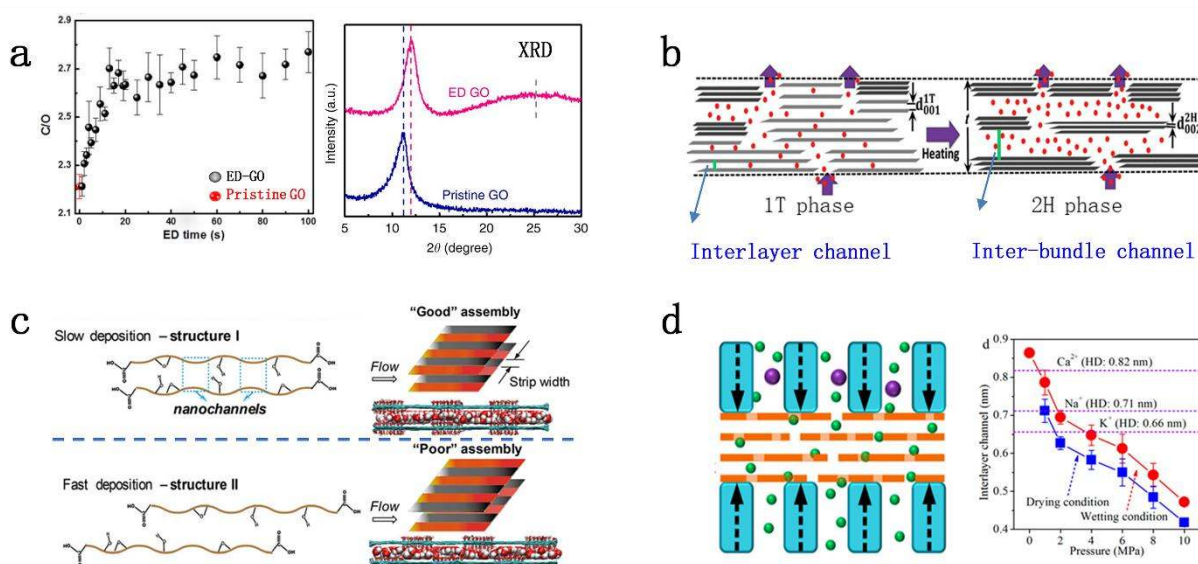 a
2.9
2.7
2.5
2.3
2.1
C/O
0 20 40 60 80 100
ED time (s)
ED-GO
Pristine GO
XRD
ED GO
Pristine GO
Intensity (a.u.)
5 10 15 20 25 30
2θ (degree)
b
d001 1T
t
d002 2H
Heating
1T phase
2H phase
Interlayer channel
Inter-bundle channel
c
Slow deposition – structure I
nanochannels
"Good" assembly
Flow
Strip width
Fast deposition – structure II
"Poor" assembly
Flow
d
d
0.9
0.8
0.7
0.6
0.5
0.4
Interlayer channel (nm)
Ca2+ (HD: 0.82 nm)
Na+ (HD: 0.71 nm)
K+ (HD: 0.66 nm)
Drying condition
Wetting condition
0 2 4 6 8 10
Pressure (MPa)